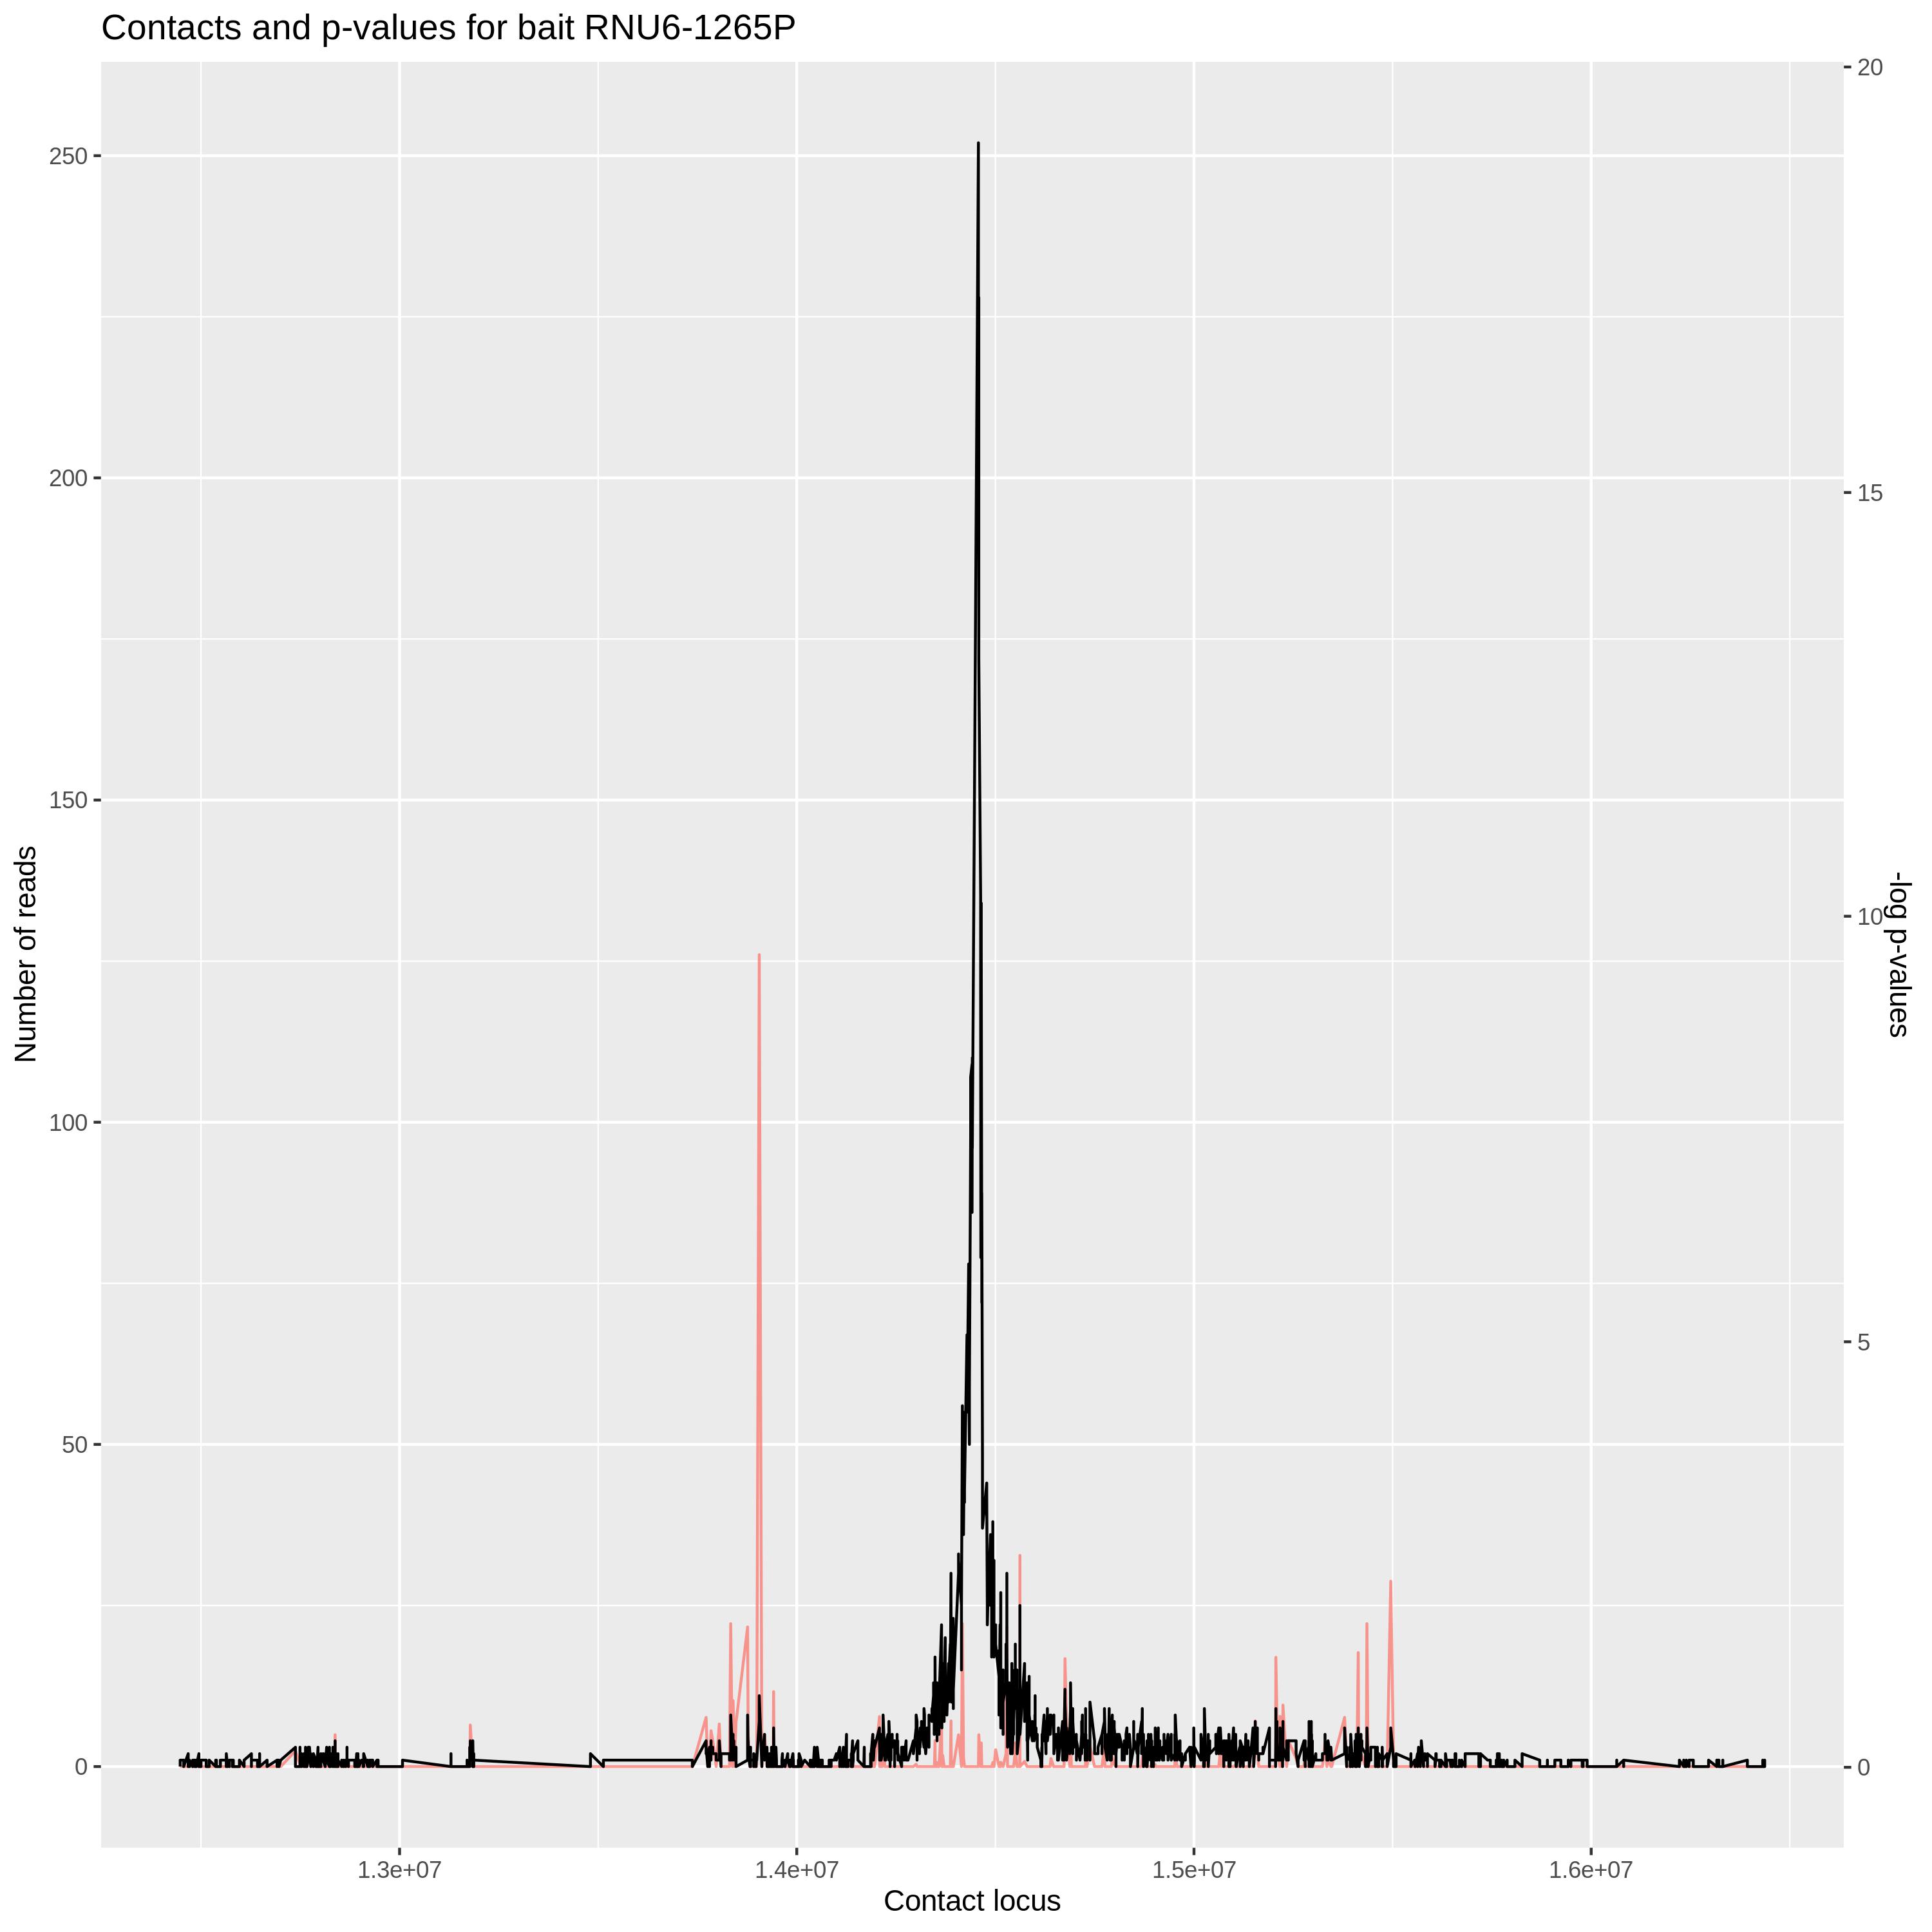 Contacts and p-values for bait RNU6-1265P
250
200
150
100
50
0
Number of reads
20
15
10
5
0
-log p-values
1.3e+07
1.4e+07
1.5e+07
1.6e+07
Contact locus